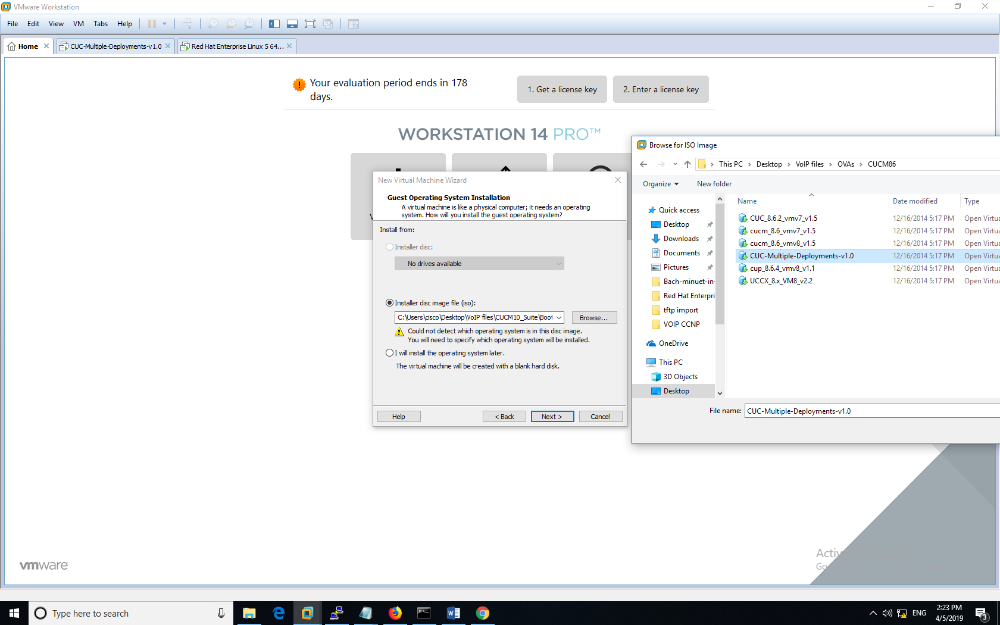 VMware Workstation
File Edit View VM Tabs Help
Home
CUC-Multiple-Deployments-v1.0
Red Hat Enterprise Linux 5 64...
Your evaluation period ends in 178
days.
1. Get a license key
2. Enter a license key
WORKSTATION 14 PRO™
New Virtual Machine Wizard
Guest Operating System Installation
A virtual machine is like a physical computer; it needs an operating
system. How will you install the guest operating system?
Install from:
Installer disc:
No drives available
Installer disc image file (iso):
C:\Users\cisco\Desktop\VoIP files\CUCM10_Suite\Boot
Browse...
Could not detect which operating system is in this disc image.
You will need to specify which operating system will be installed.
I will install the operating system later.
The virtual machine will be created with a blank hard disk.
Help
< Back
Next >
Cancel
Browse for ISO Image
This PC > Desktop > VoIP files > OVAs > CUCM86
Organize
New folder
Quick access
Desktop
Downloads
Documents
Pictures
Bach-minuet-in-
Red Hat Enterpri
tftp import
VOIP CCNP
OneDrive
This PC
3D Objects
Desktop
Name Date modified Type
CUC_8.6.2_vmv7_v1.5 12/16/2014 5:17 PM Open Virtua
cucm_8.6_vmv7_v1.5 12/16/2014 5:17 PM Open Virtua
cucm_8.6_vmv8_v1.5 12/16/2014 5:17 PM Open Virtua
CUC-Multiple-Deployments-v1.0 12/16/2014 5:17 PM Open Virtua
cup_8.6.4_vmv8_v1.1 12/16/2014 5:17 PM Open Virtua
UCCX_8.x_VM8_v2.2 12/16/2014 5:17 PM Open Virtua
File name: CUC-Multiple-Deployments-v1.0
vmware
Activ
Go
Type here to search
ENG
2:23 PM
4/5/2019
3